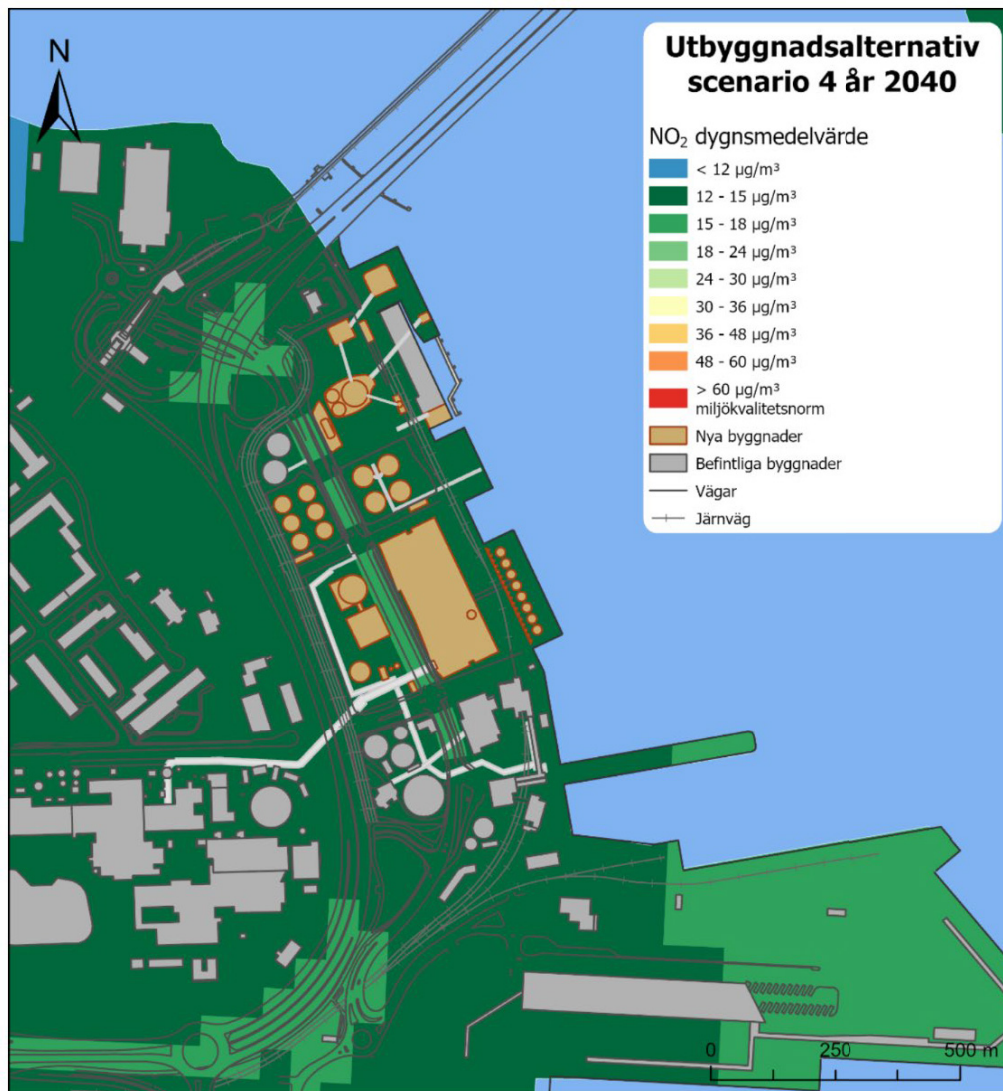 N
Utbyggnadsalternativ
scenario 4 år 2040
NO₂ dygnsmedelvärde
< 12 µg/m³
12 - 15 µg/m³
15 - 18 µg/m³
18 - 24 µg/m³
24 - 30 µg/m³
30 - 36 µg/m³
36 - 48 µg/m³
48 - 60 µg/m³
> 60 µg/m³
miljökvalitetsnorm
Nya byggnader
Befintliga byggnader
Vägar
Järnväg
0 250 500 m